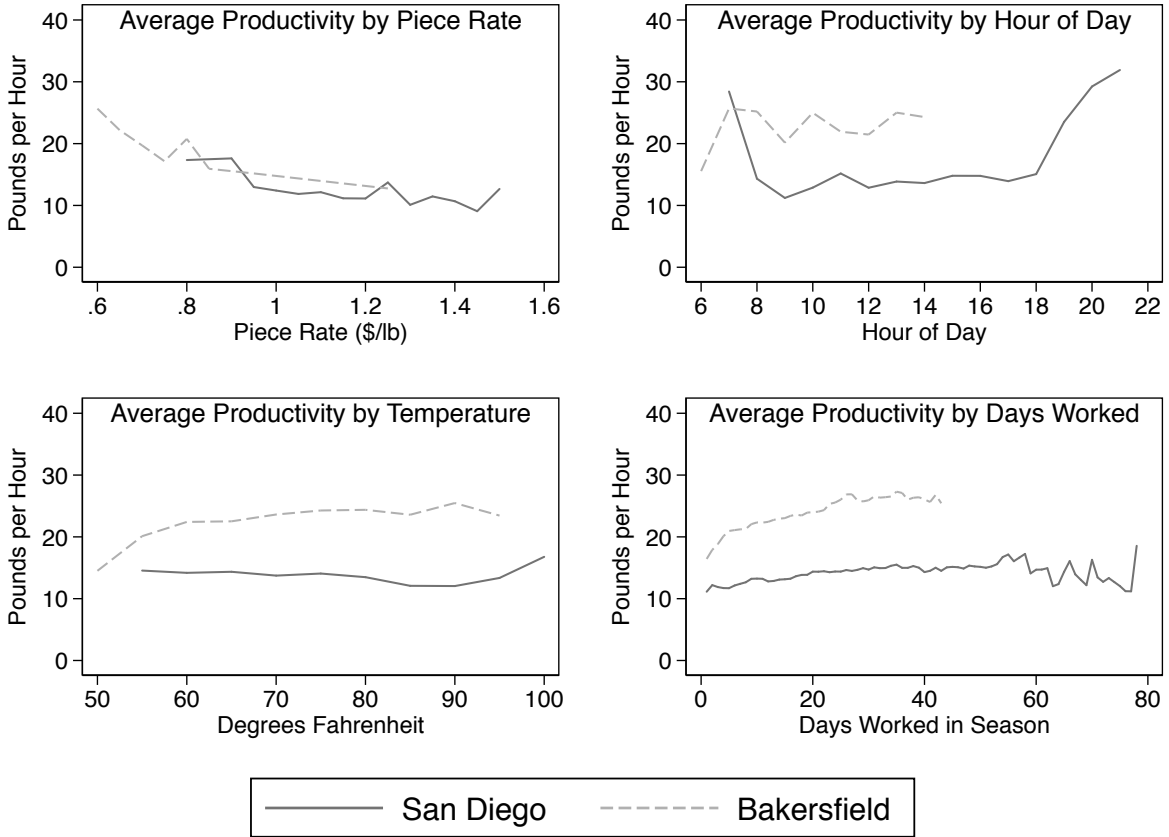 Average Productivity by Piece Rate
Pounds per Hour
40
30
20
10
0
.6 .8 1 1.2 1.4 1.6
Piece Rate ($/lb)
Average Productivity by Hour of Day
Pounds per Hour
40
30
20
10
0
6 8 10 12 14 16 18 20 22
Hour of Day
Average Productivity by Temperature
Pounds per Hour
40
30
20
10
0
50 60 70 80 90 100
Degrees Fahrenheit
Average Productivity by Days Worked
Pounds per Hour
40
30
20
10
0
0 20 40 60 80
Days Worked in Season
San Diego Bakersfield